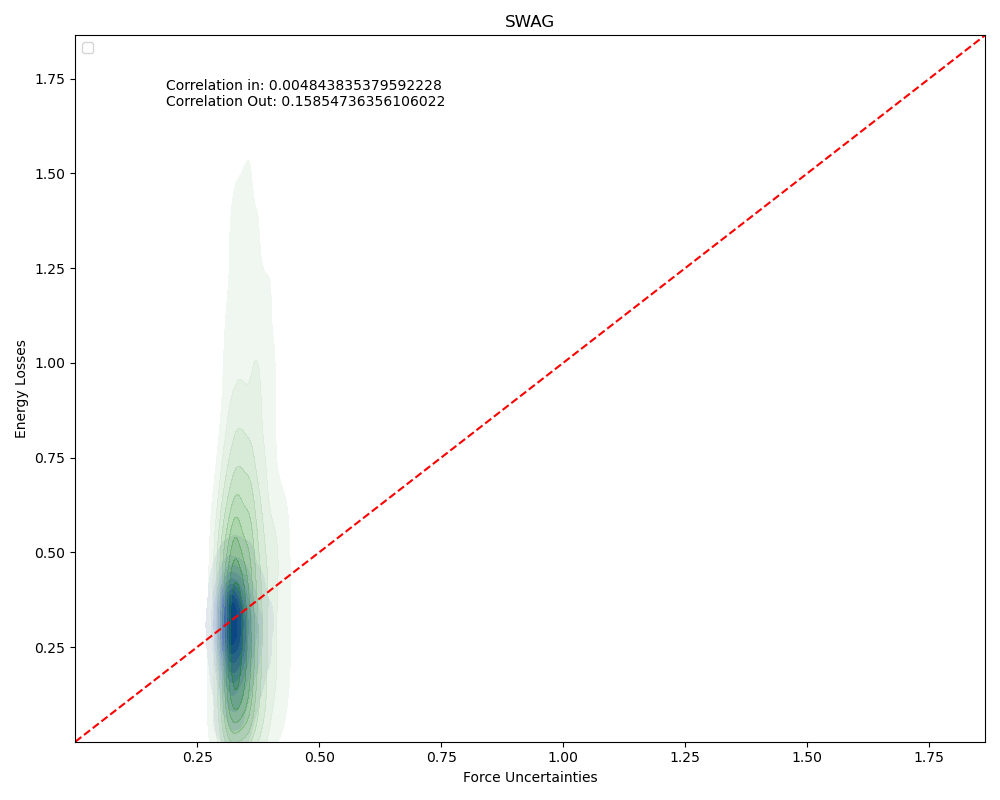 SWAG
Correlation in: 0.004843835379592228
Correlation Out: 0.15854736356106022
Energy Losses
1.75
1.50
1.25
1.00
0.75
0.50
0.25
0.25 0.50 0.75 1.00 1.25 1.50 1.75
Force Uncertainties